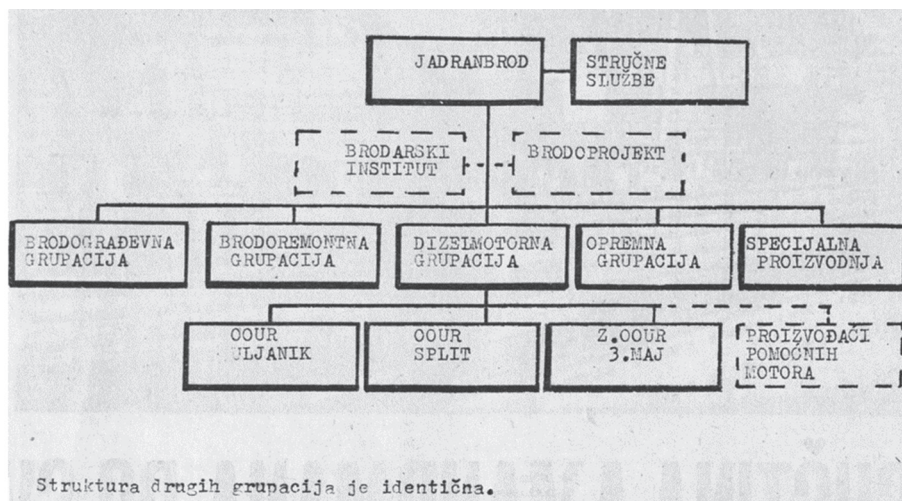 JADRANBROD
STRUČNE
SLUŽBE
BRODARSKI
INSTITUT
BRODOPROJEKT
BRODOGRAĐEVNA
GRUPACIJA
BRODOREMONTNA
GRUPACIJA
DIZELMOTORNA
GRUPACIJA
OPREMNA
GRUPACIJA
SPECIJALNA
PROIZVODNJA
OOUR
ULJANIK
OOUR
SPLIT
Z.OOUR
3.MAJ
PROIZVOĐAČI
POMOĆNIH
MOTORA
Struktura drugih grupacija je identična.